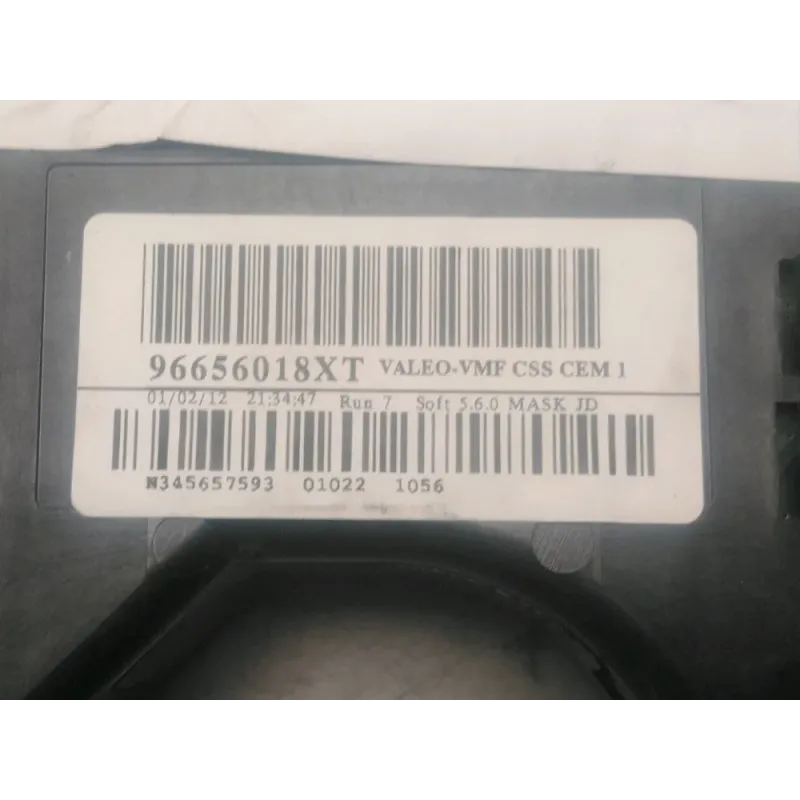 96656018XT VALEO-VMF CSS CEM 1
01/02/12 21:34:47 Run 7 Soft 5.6.0 MASK JD
N345657593 01022 1056